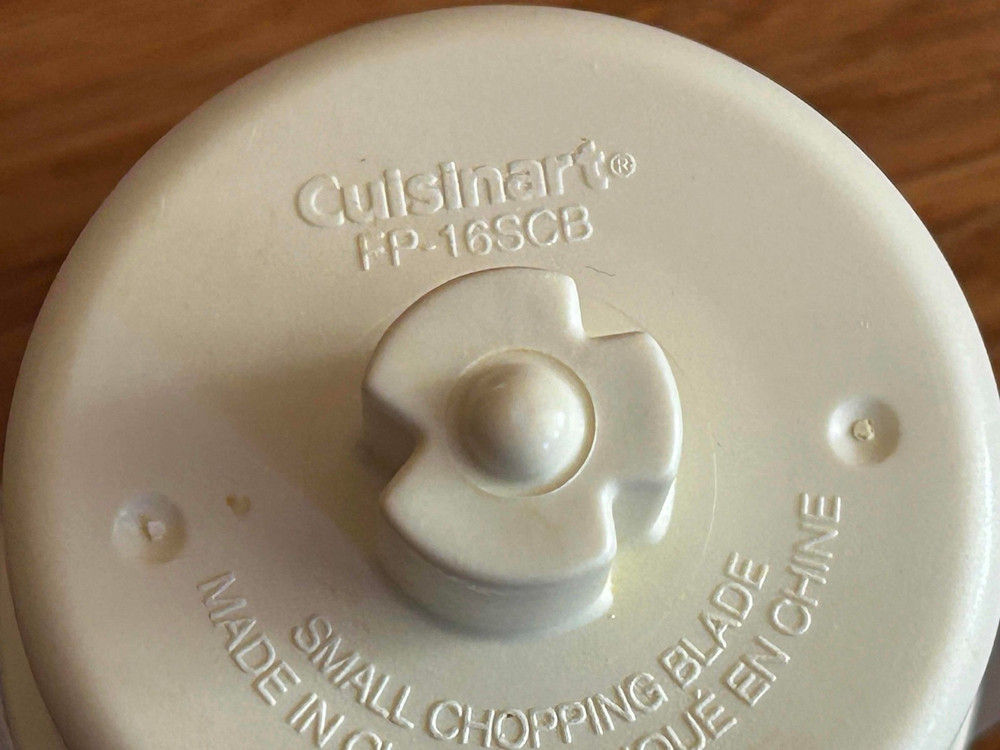 Cuisinart®
FP-16SCB
SMALL CHOPPING BLADE
MADE IN
EN CHINE